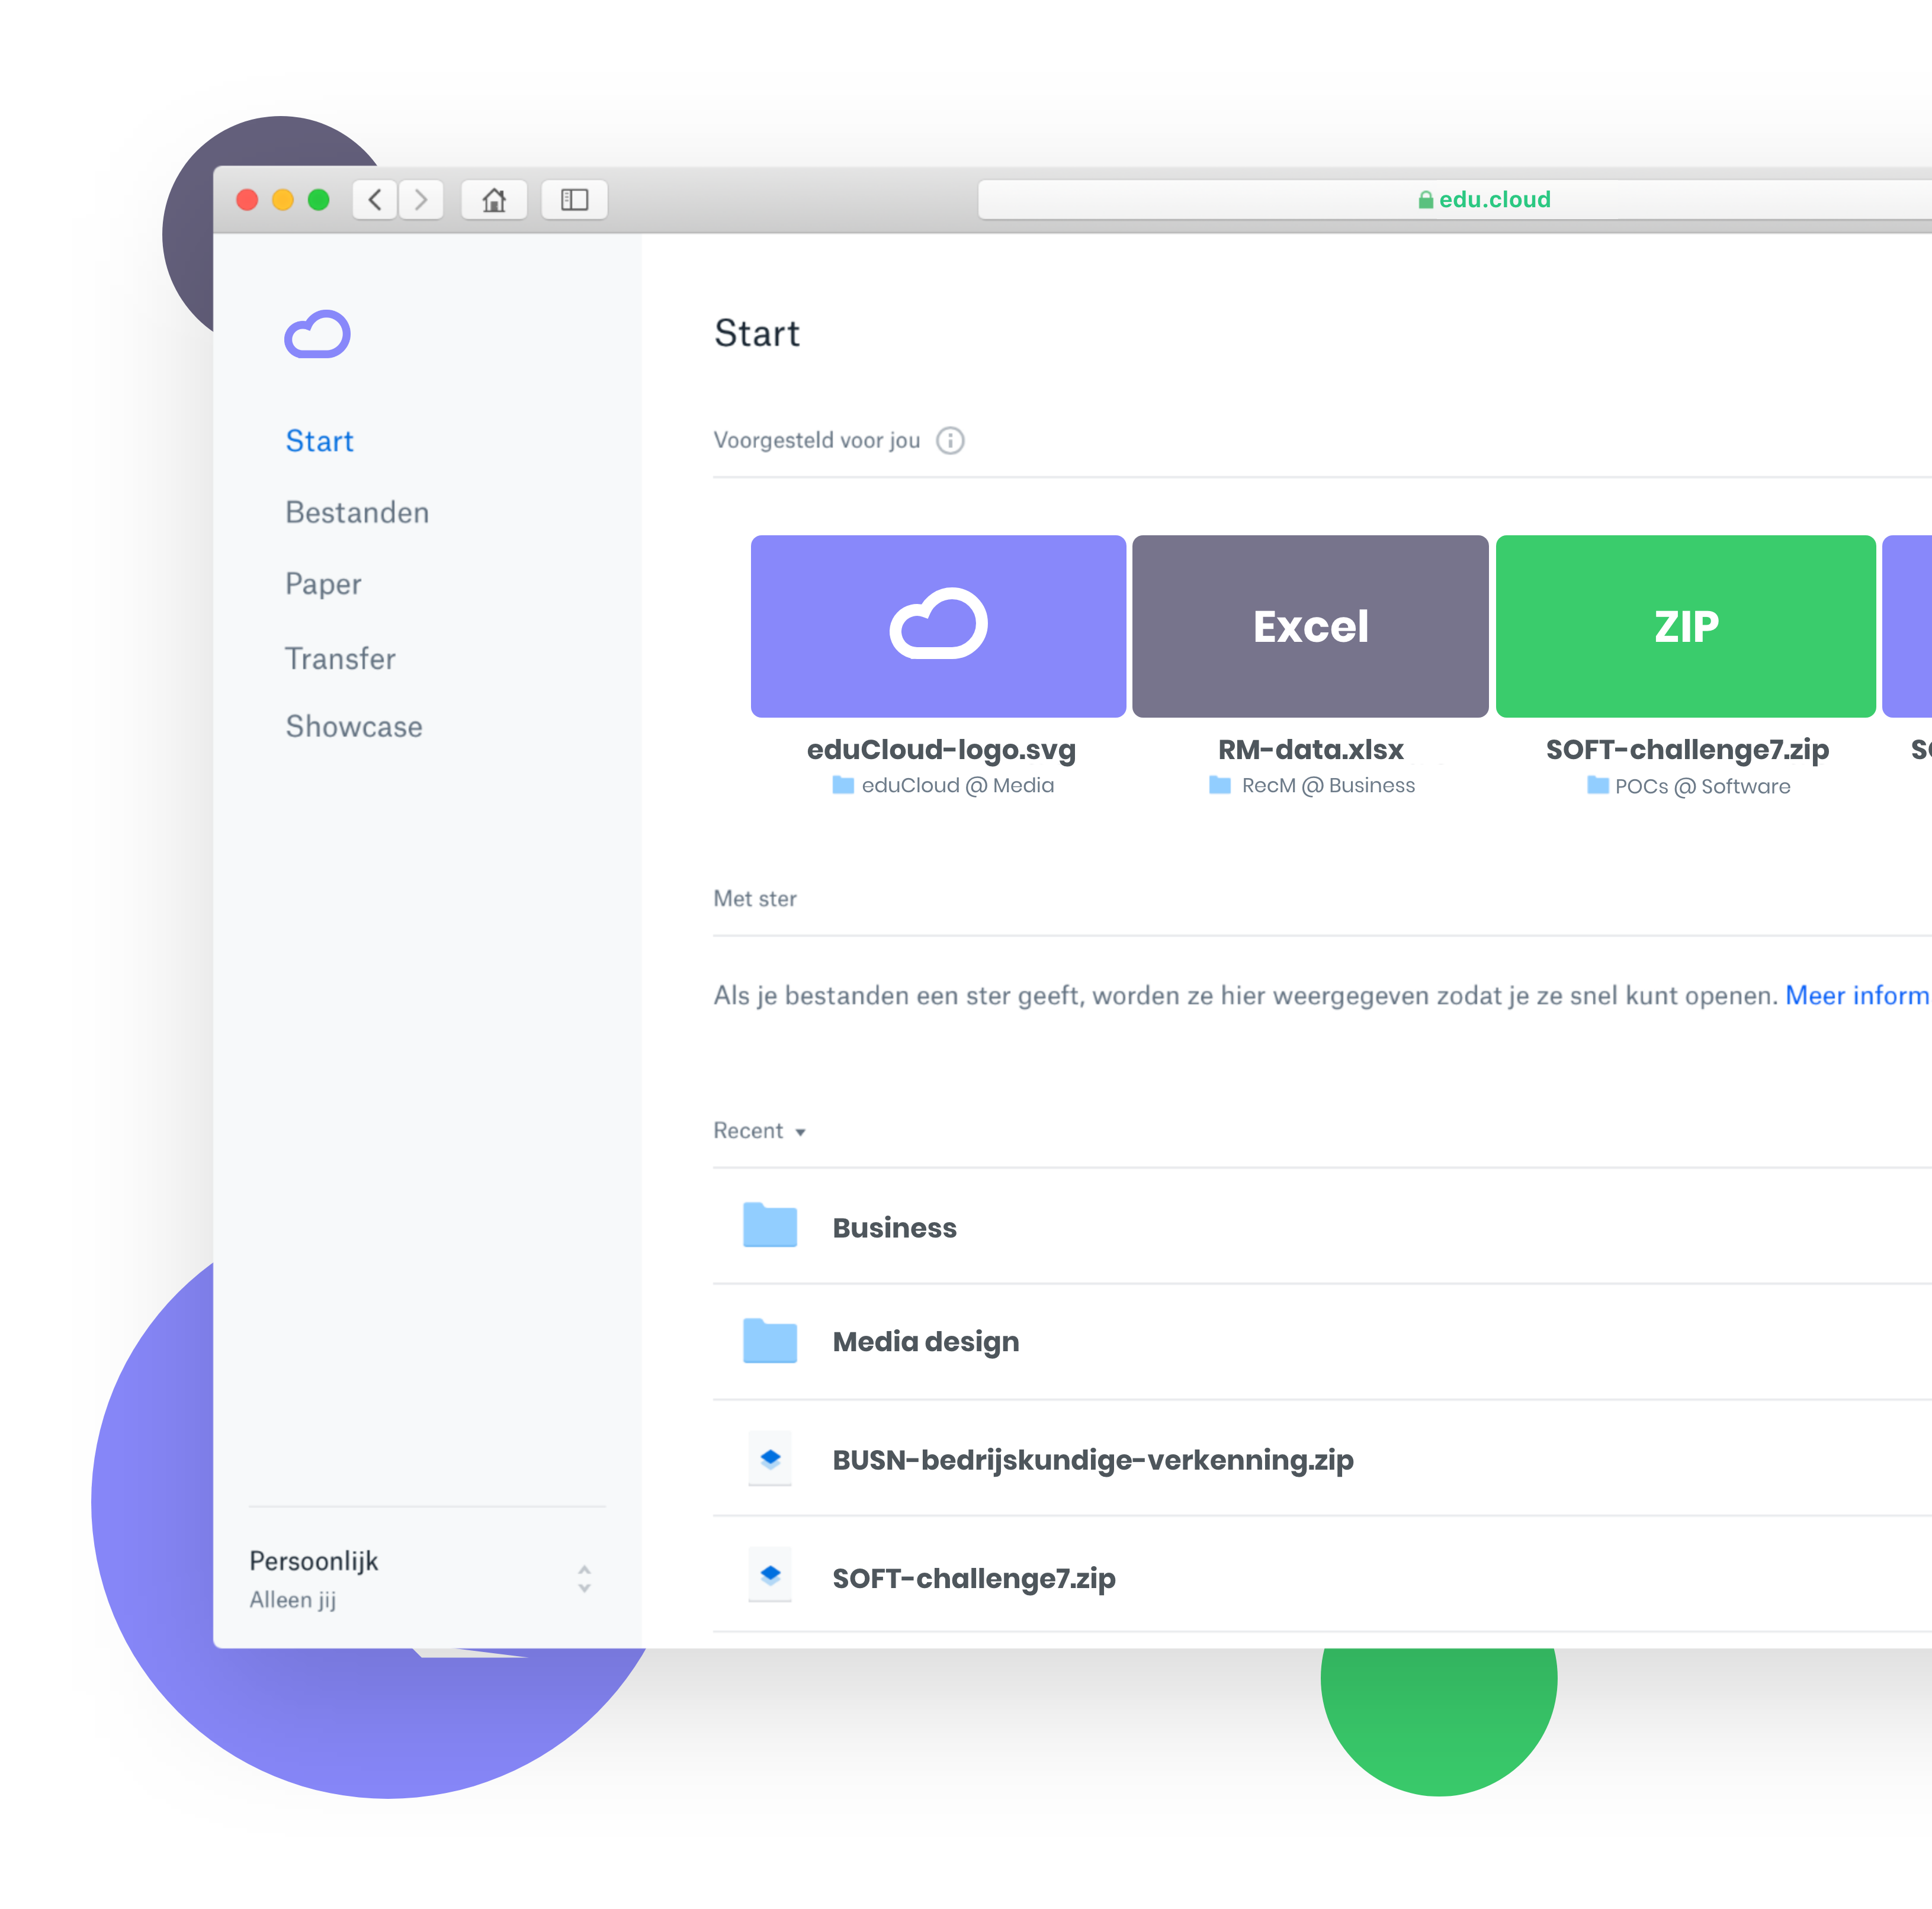 edu.cloud
Start
Bestanden
Paper
Transfer
Showcase
Persoonlijk
Alleen jij
Start
Voorgesteld voor jou
Excel
ZIP
eduCloud-logo.svg
eduCloud @ Media
RM-data.xlsx
RecM @ Business
SOFT-challenge7.zip
POCs @ Software
Met ster
Als je bestanden een ster geeft, worden ze hier weergegeven zodat je ze snel kunt openen. Meer
Recent
Business
Media design
BUSN-bedrijskundige-verkenning.zip
SOFT-challenge7.zip